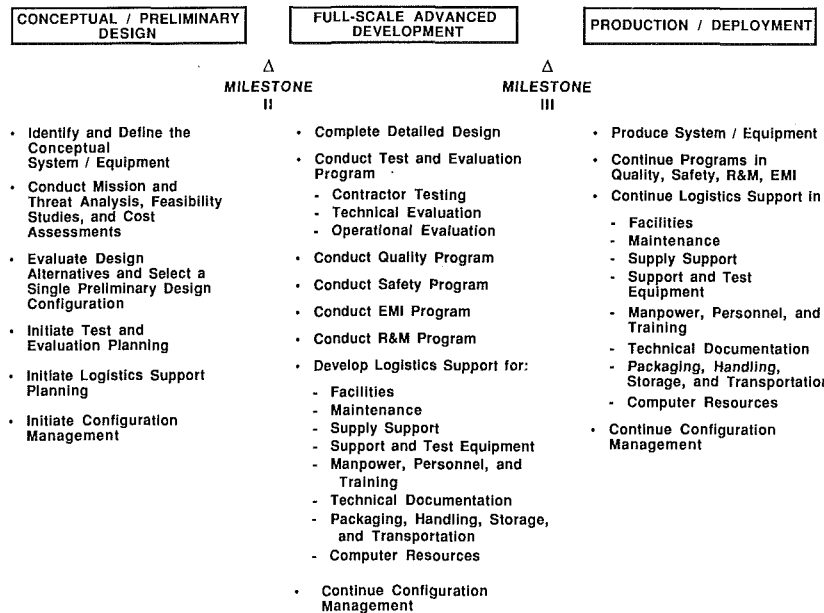 CONCEPTUAL / PRELIMINARY
DESIGN
FULL-SCALE ADVANCED
DEVELOPMENT
PRODUCTION / DEPLOYMENT
Δ
MILESTONE
II
Δ
MILESTONE
III
• Identify and Define the
Conceptual
System / Equipment
• Conduct Mission and
Threat Analysis, Feasibility
Studies, and Cost
Assessments
• Evaluate Design
Alternatives and Select a
Single Preliminary Design
Configuration
• Initiate Test and
Evaluation Planning
• Initiate Logistics Support
Planning
• Initiate Configuration
Management
• Complete Detailed Design
• Conduct Test and Evaluation
Program
- Contractor Testing
- Technical Evaluation
- Operational Evaluation
• Conduct Quality Program
• Conduct Safety Program
• Conduct EMI Program
• Conduct R&M Program
• Develop Logistics Support for:
- Facilities
- Maintenance
- Supply Support
- Support and Test Equipment
- Manpower, Personnel, and
Training
- Technical Documentation
- Packaging, Handling, Storage,
and Transportation
- Computer Resources
• Continue Configuration
Management
• Produce System / Equipment
• Continue Programs in
Quality, Safety, R&M, EMI
• Continue Logistics Support in
- Facilities
- Maintenance
- Supply Support
- Support and Test
Equipment
- Manpower, Personnel, and
Training
- Technical Documentation
- Packaging, Handling,
Storage, and Transportation
- Computer Resources
• Continue Configuration
Management